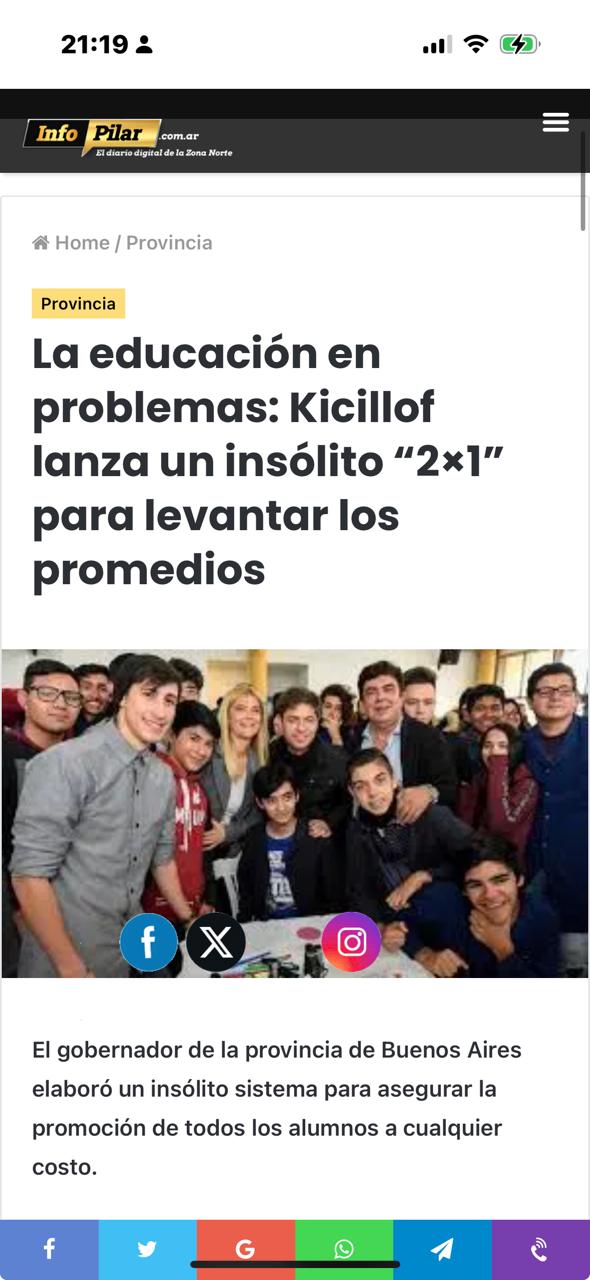 21:19
Info Pilar .com.ar
El diario digital de la Zona Norte
Home / Provincia
Provincia
La educación en
problemas: Kicillof
lanza un insólito “2×1”
para levantar los
promedios
El gobernador de la provincia de Buenos Aires
elaboró un insólito sistema para asegurar la
promoción de todos los alumnos a cualquier
costo.